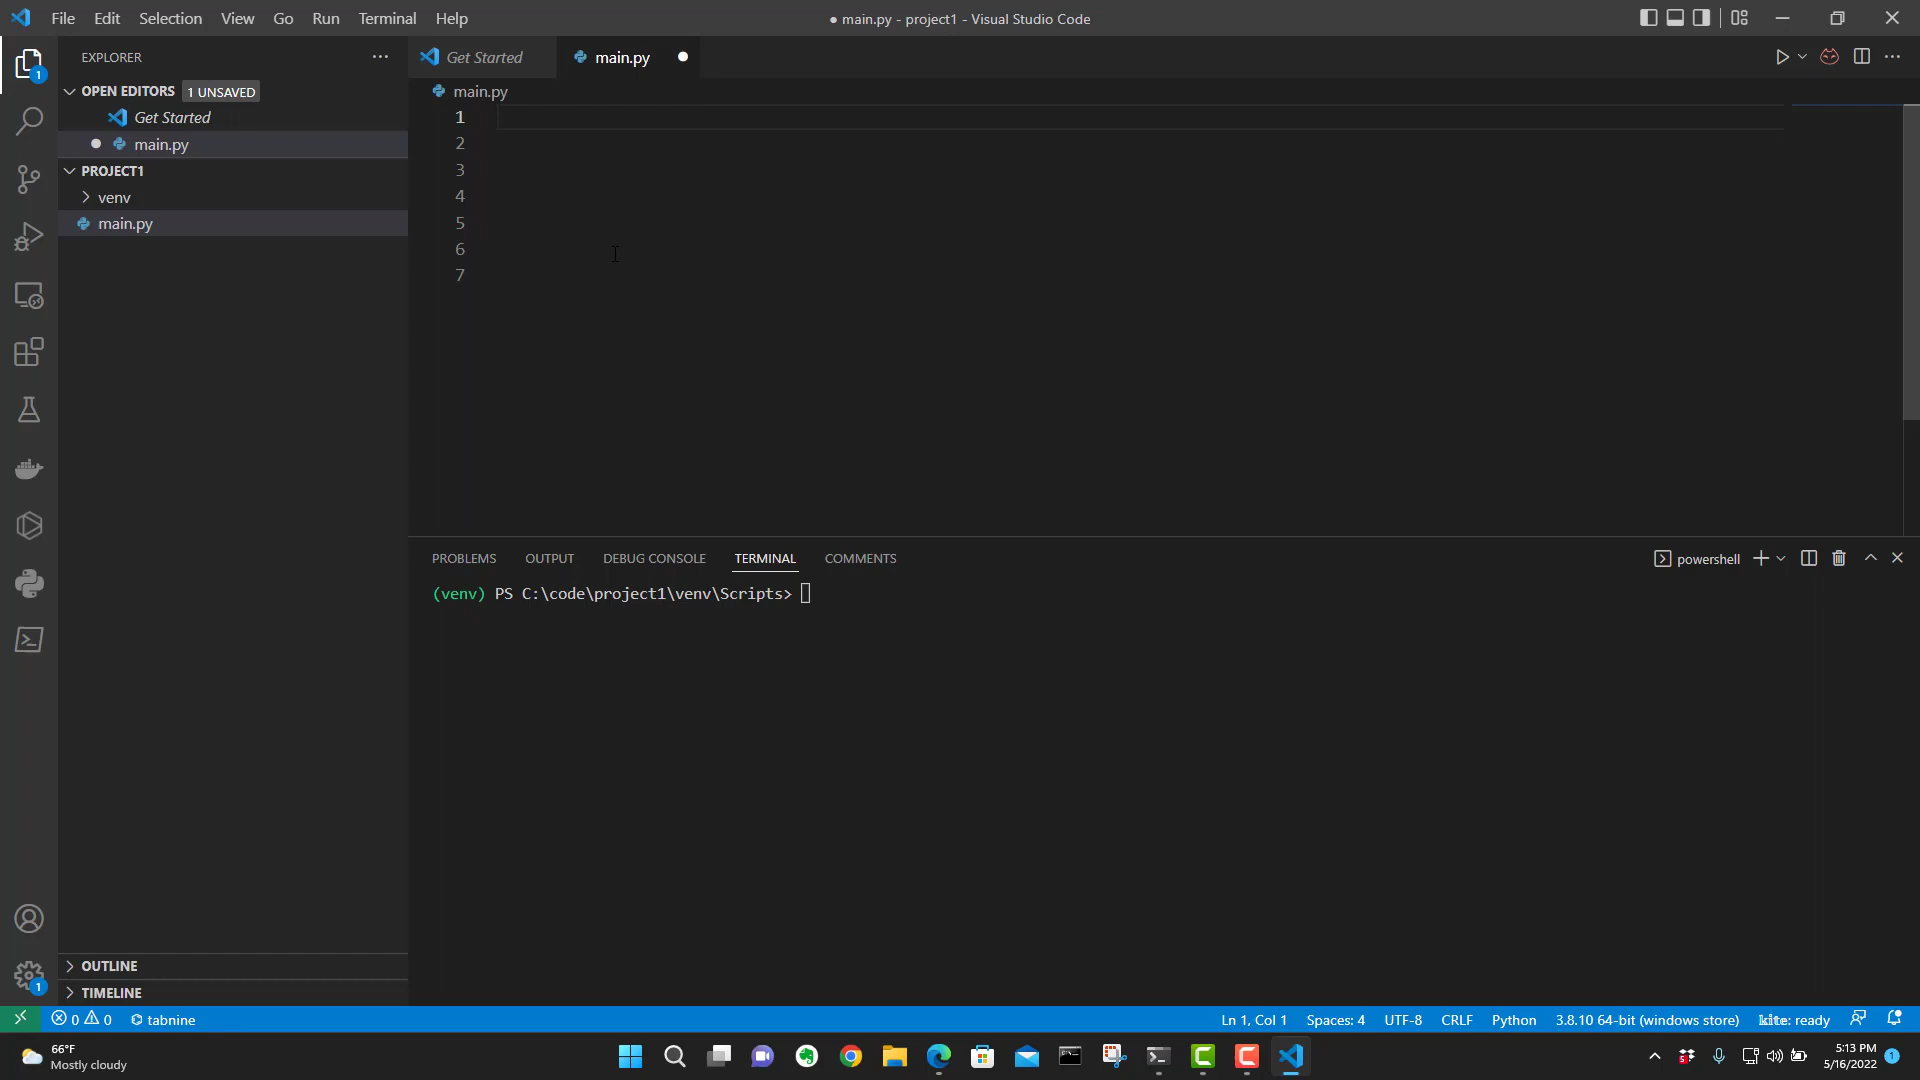 File Edit Selection View Go Run Terminal Help
● main.py - project1 - Visual Studio Code
EXPLORER
OPEN EDITORS 1 UNSAVED
Get Started
main.py
PROJECT1
venv
main.py
OUTLINE
TIMELINE
Get Started main.py
main.py
1
2
3
4
5
6
7
PROBLEMS OUTPUT DEBUG CONSOLE TERMINAL COMMENTS
powershell
(venv) PS C:\code\project1\venv\Scripts>
1
1
0 0 tabnine
Ln 1, Col 1 Spaces: 4 UTF-8 CRLF Python 3.8.10 64-bit (windows store) kite: ready
66°F
Mostly cloudy
5:13 PM
5/16/2022
1